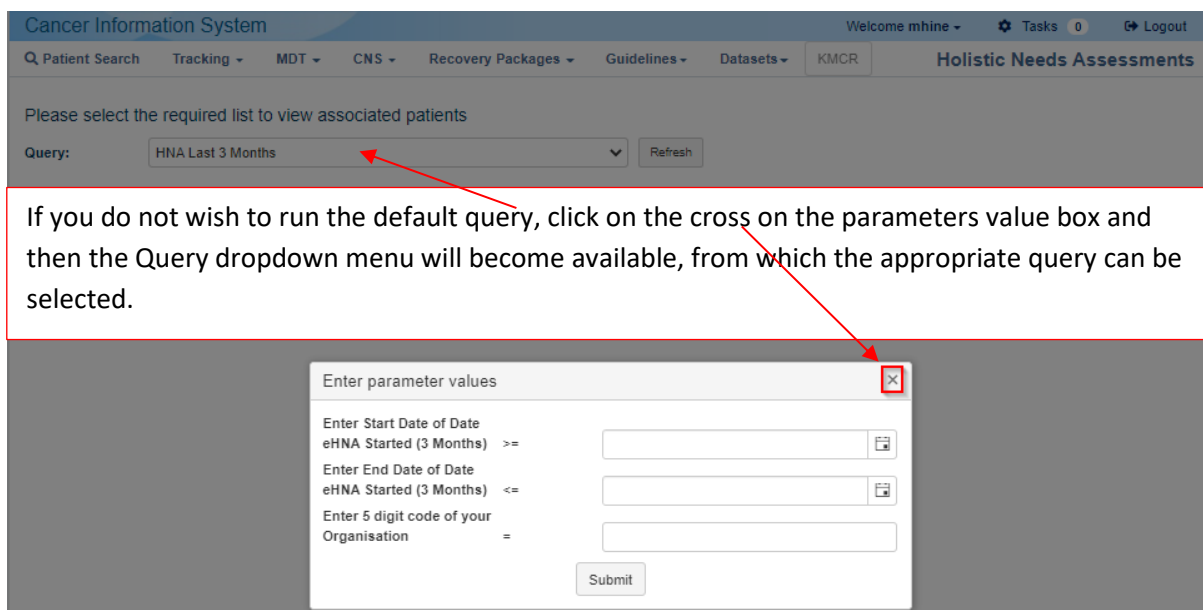 Cancer Information System Welcome mhine Tasks 0 Logout
Patient Search Tracking MDT CNS Recovery Packages Guidelines Datasets KMCR Holistic Needs Assessments
Please select the required list to view associated patients
Query: HNA Last 3 Months Refresh
If you do not wish to run the default query, click on the cross on the parameters value box and
then the Query dropdown menu will become available, from which the appropriate query can be
selected.
Enter parameter values
Enter Start Date of Date
eHNA Started (3 Months) >=
Enter End Date of Date
eHNA Started (3 Months) <=
Enter 5 digit code of your
Organisation =
Submit